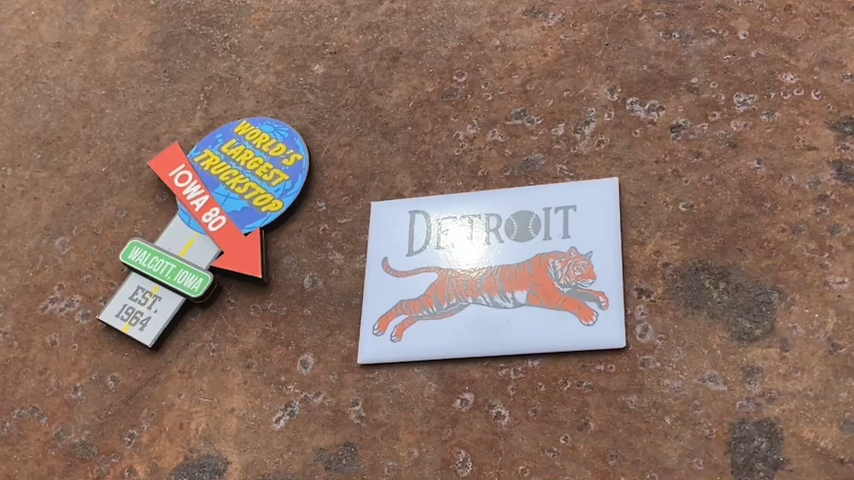 WORLD'S
LARGEST
TRUCKSTOP
IOWA 80
WALCOTT, IOWA
EST.
1964
DETROIT